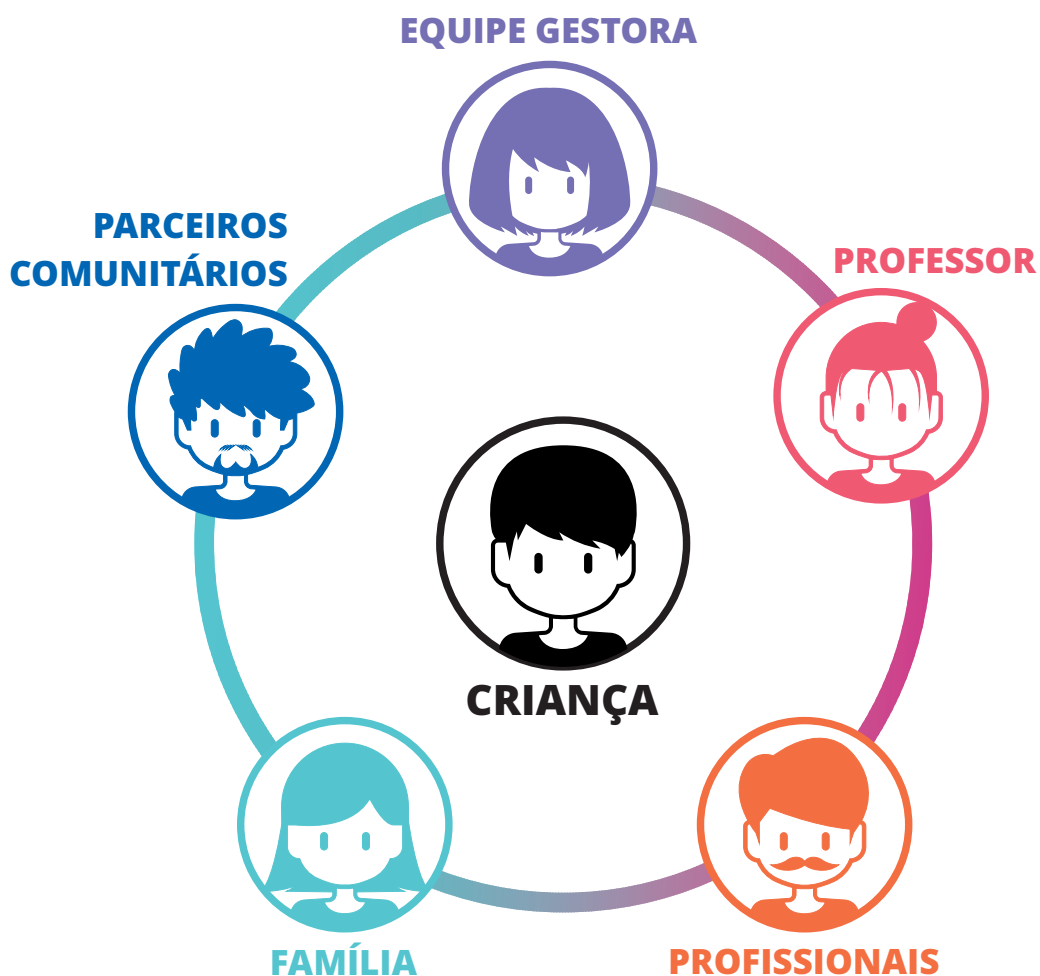 EQUIPE GESTORA
PARCEIROS
COMUNITÁRIOS
PROFESSOR
CRIANÇA
FAMÍLIA
PROFISSIONAIS